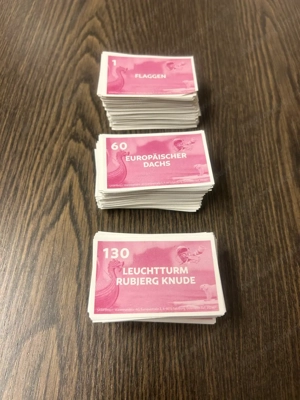 1
FLAGGEN
60
EUROPÄISCHER
DACHS
130
LEUCHTTURM
RUBJERG KNUDE